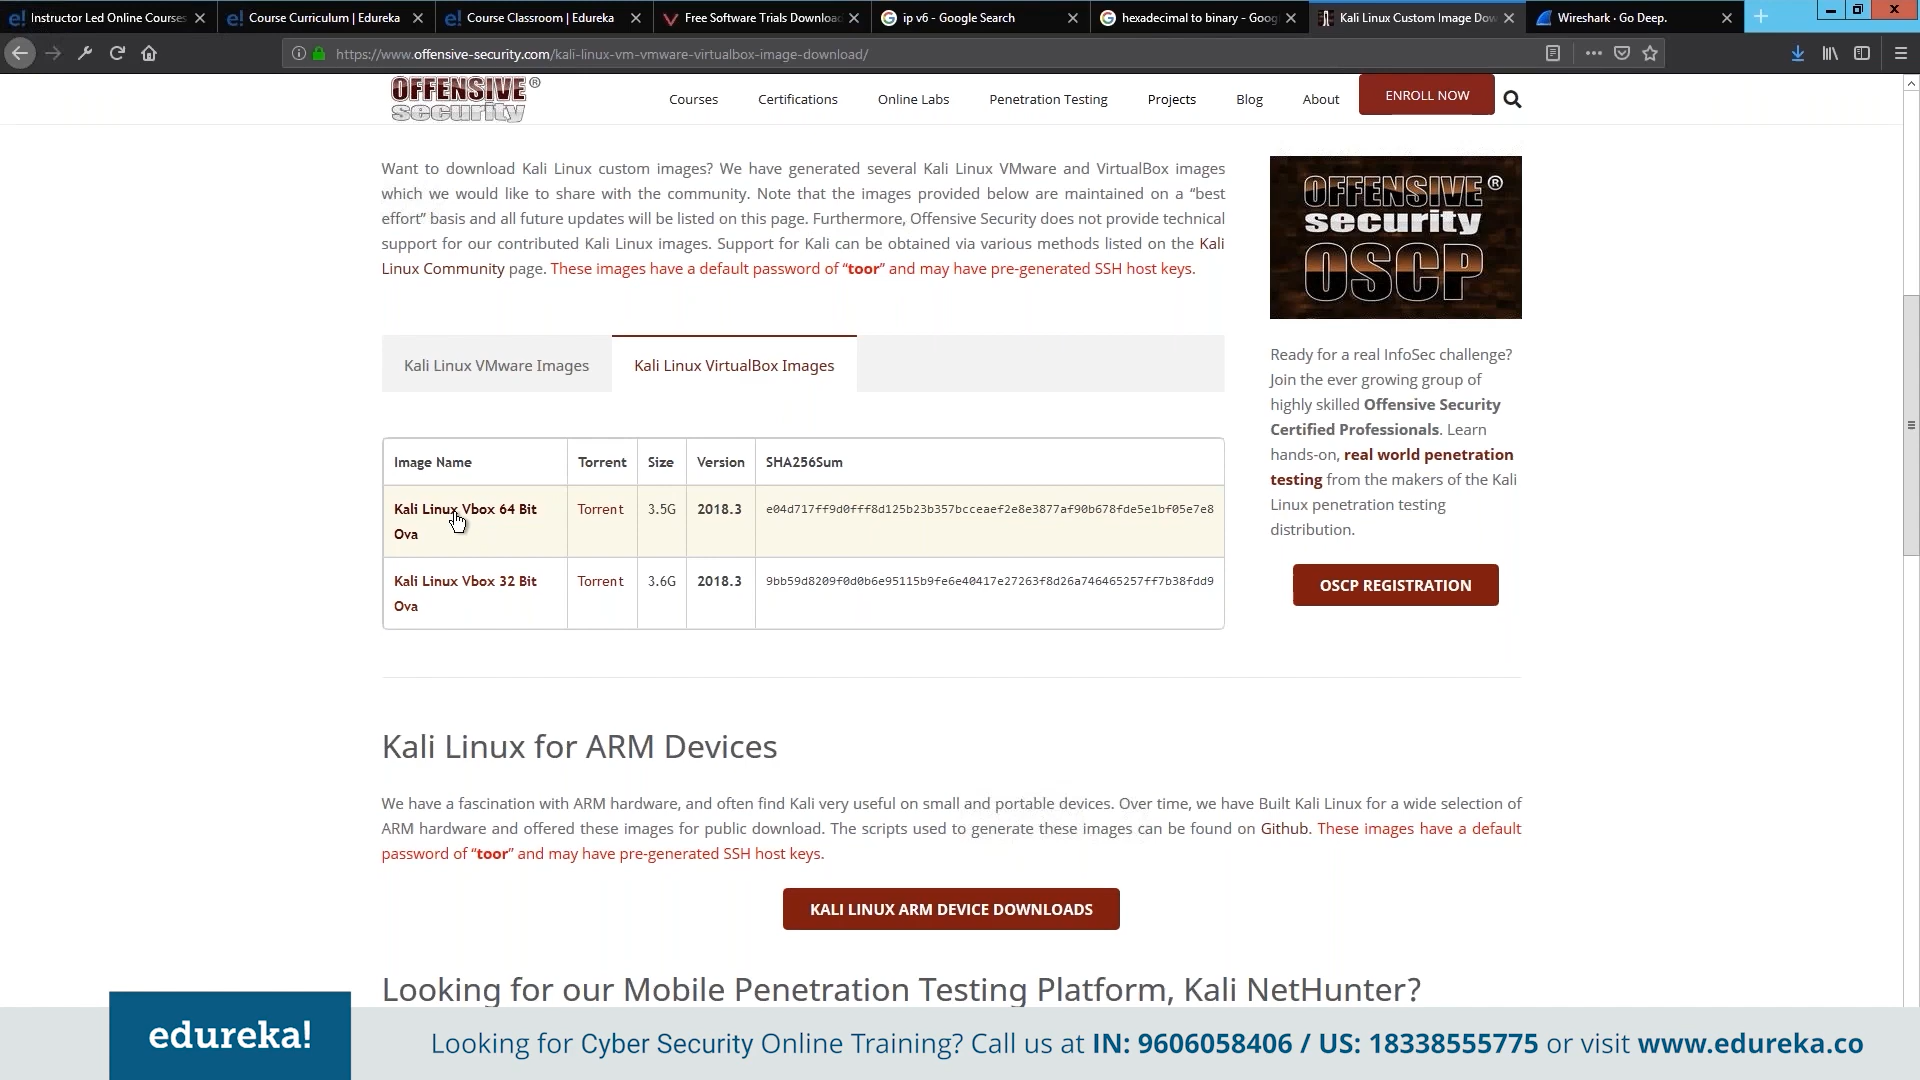 Instructor Led Online Courses
Course Curriculum | Edureka
Course Classroom | Edureka
Free Software Trials Download
ip v6 - Google Search
hexadecimal to binary - Goog
Kali Linux Custom Image Dow
Wireshark · Go Deep.
https://www.offensive-security.com/kali-linux-vm-vmware-virtualbox-image-download/
OFFENSIVE®
security
Courses
Certifications
Online Labs
Penetration Testing
Projects
Blog
About
ENROLL NOW
Want to download Kali Linux custom images? We have generated several Kali Linux VMware and VirtualBox images
which we would like to share with the community. Note that the images provided below are maintained on a “best
effort” basis and all future updates will be listed on this page. Furthermore, Offensive Security does not provide technical
support for our contributed Kali Linux images. Support for Kali can be obtained via various methods listed on the Kali
Linux Community page. These images have a default password of “toor” and may have pre-generated SSH host keys.
Kali Linux VMware Images
Kali Linux VirtualBox Images
Image Name Torrent Size Version SHA256Sum
Kali Linux Vbox 64 Bit Torrent 3.5G 2018.3 e04d717ff9d0fff8d125b23b357bcceaef2e8e3877af90b678fde5e1bf05e7e8
Ova
Kali Linux Vbox 32 Bit Torrent 3.6G 2018.3 9bb59d8209f0d0b6e95115b9fe6e40417e27263f8d26a746465257ff7b38fdd9
Ova
OFFENSIVE®
security
OSCP
Ready for a real InfoSec challenge?
Join the ever growing group of
highly skilled Offensive Security
Certified Professionals. Learn
hands-on, real world penetration
testing from the makers of the Kali
Linux penetration testing
distribution.
OSCP REGISTRATION
Kali Linux for ARM Devices
We have a fascination with ARM hardware, and often find Kali very useful on small and portable devices. Over time, we have Built Kali Linux for a wide selection of
ARM hardware and offered these images for public download. The scripts used to generate these images can be found on Github. These images have a default
password of “toor” and may have pre-generated SSH host keys.
KALI LINUX ARM DEVICE DOWNLOADS
Looking for our Mobile Penetration Testing Platform, Kali NetHunter?
edureka!
Looking for Cyber Security Online Training? Call us at IN: 9606058406 / US: 18338555775 or visit www.edureka.co